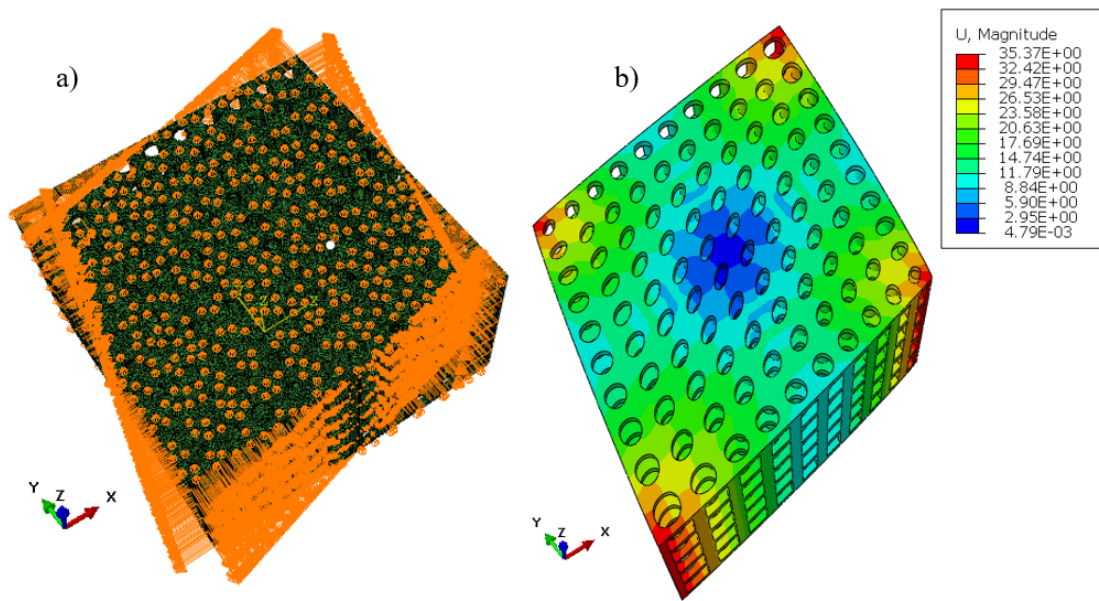 a)
b)
U, Magnitude
35.37E+00
32.42E+00
29.47E+00
26.53E+00
23.58E+00
20.63E+00
17.69E+00
14.74E+00
11.79E+00
8.84E+00
5.90E+00
2.95E+00
4.79E-03
Y
Z
X
Y
Z
X